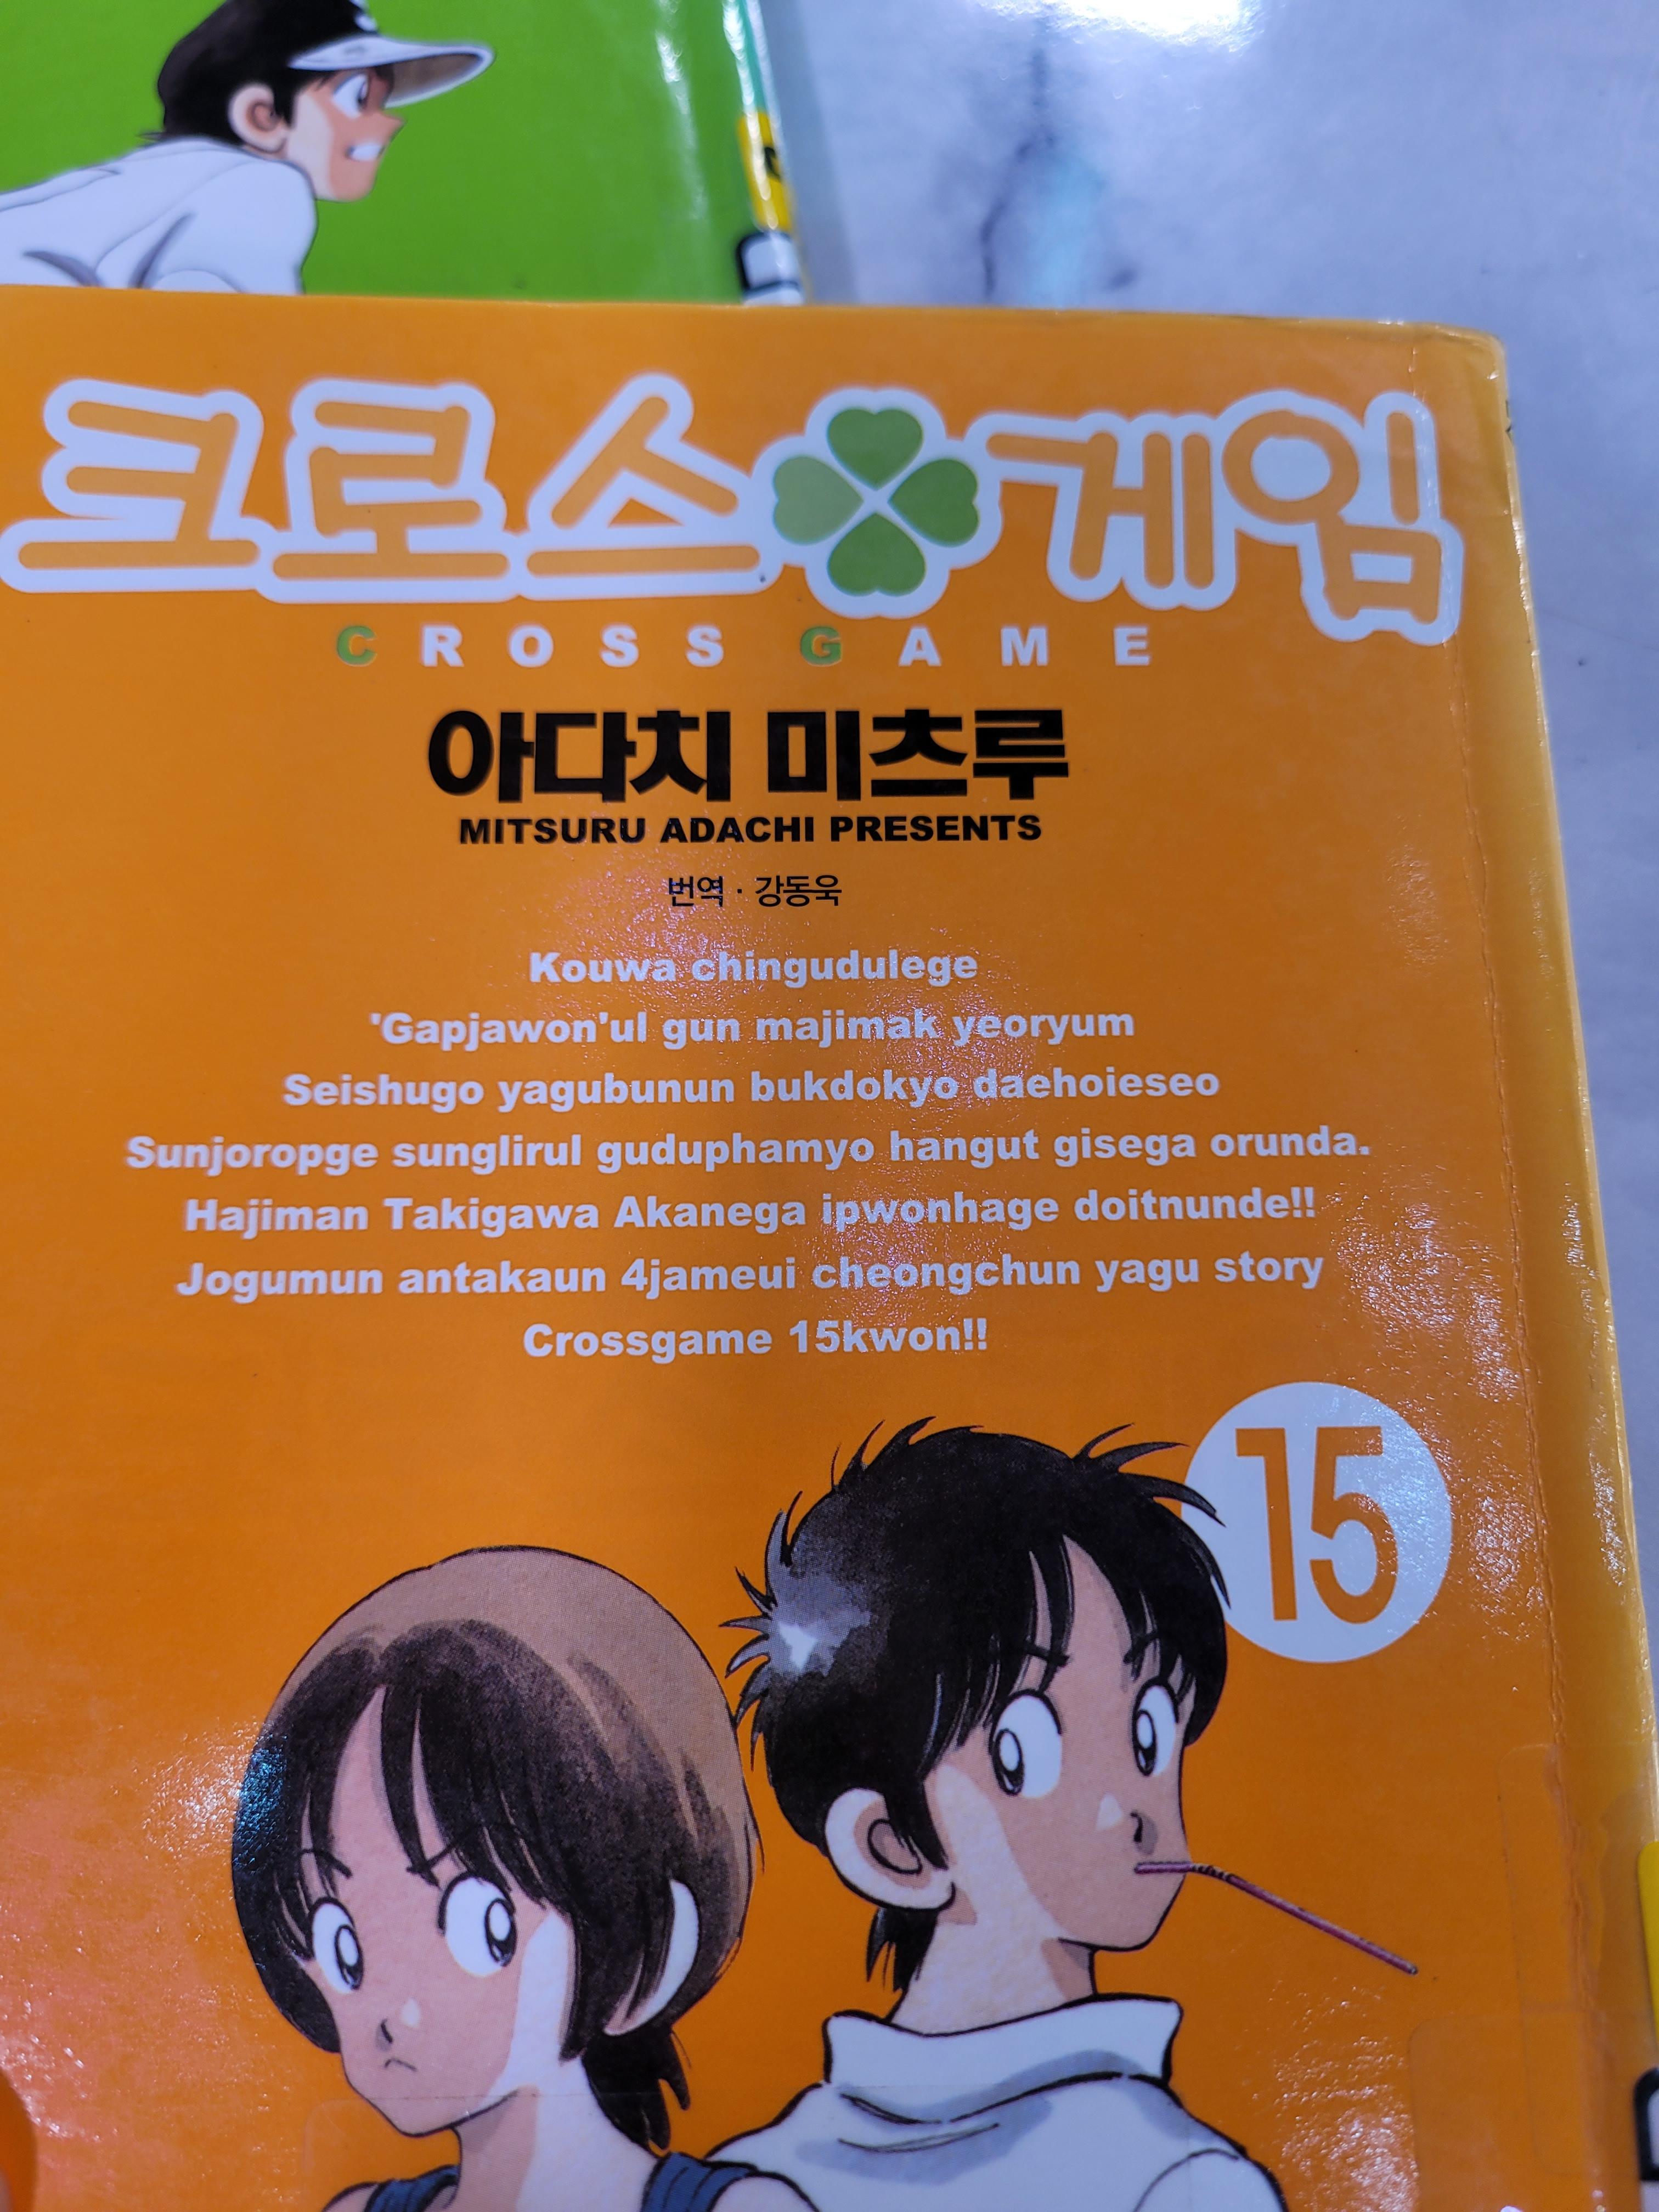 크로스 게임
CROSS GAME
아다치 미츠루
MITSURU ADACHI PRESENTS
번역 · 강동욱
Kouwa chingudulege
'Gapjawon'ul gun majimak yeoryum
Seishugo yagubunun bukdokyo daehoieseo
Sunjoropge sunglirul guduphamyo hangut gisega orunda.
Hajiman Takigawa Akanega ipwonhage doitnunde!!
Jogumun antakaun 4jameui cheongchun yagu story
Crossgame 15kwon!!
15